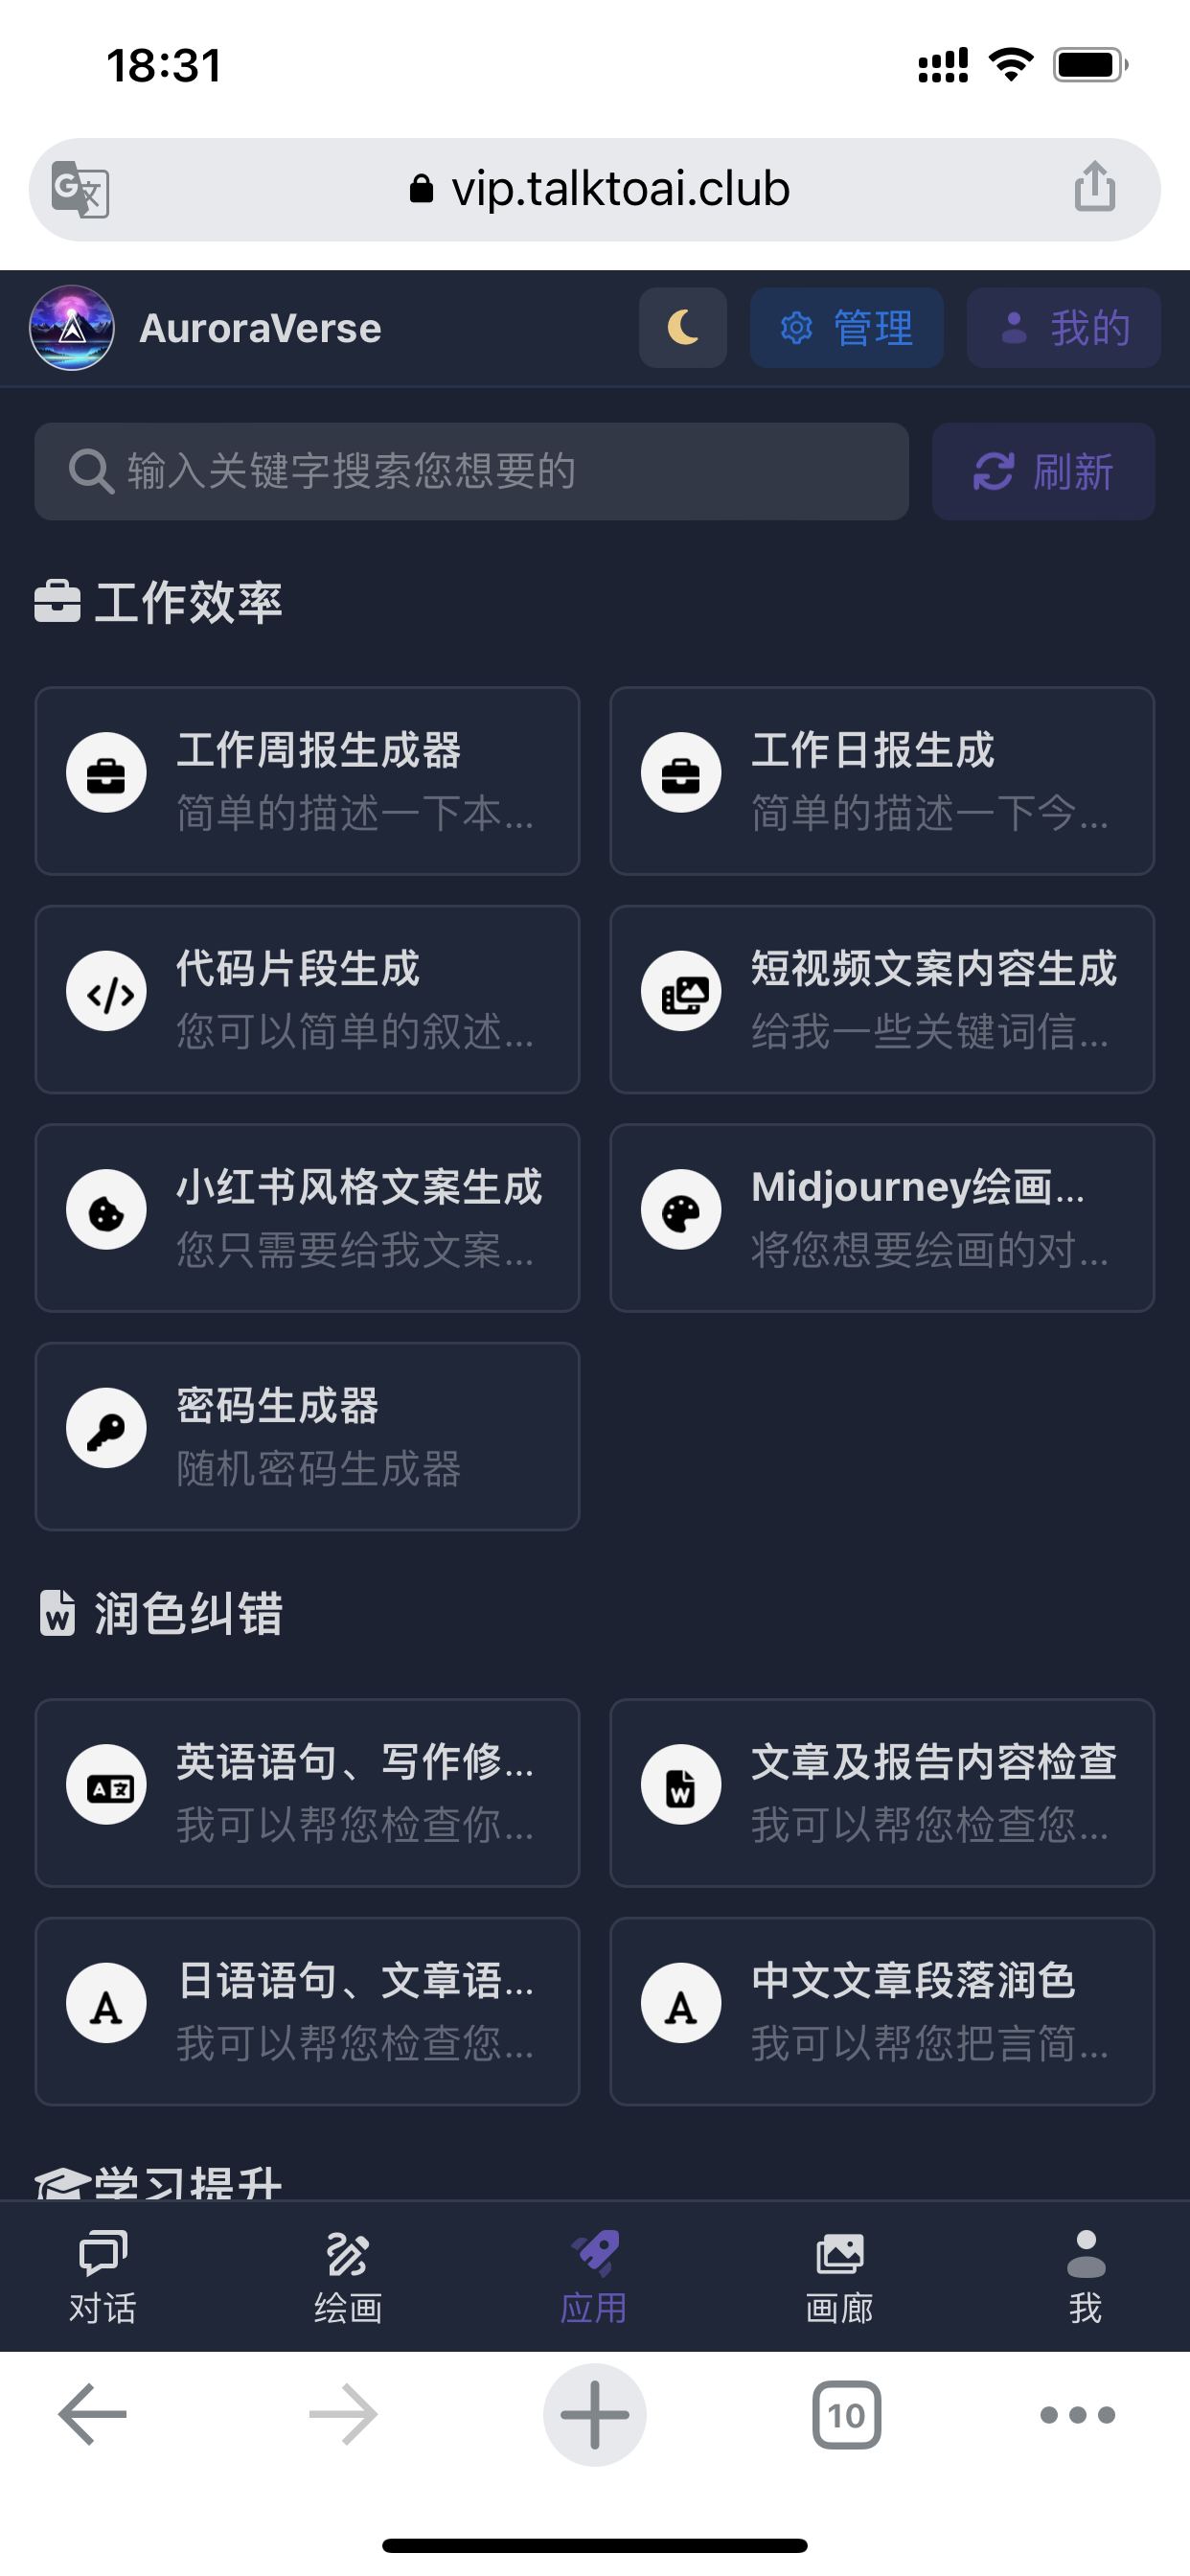 18:31
vip.talktoai.club
AuroraVerse
管理
我的
输入关键字搜索您想要的
刷新
工作效率
工作周报生成器
简单的描述一下本...
工作日报生成
简单的描述一下今...
代码片段生成
您可以简单的叙述...
短视频文案内容生成
给我一些关键词信...
小红书风格文案生成
您只需要给我文案...
Midjourney绘画...
将您想要绘画的对...
密码生成器
随机密码生成器
润色纠错
英语语句、写作修...
我可以帮您检查你...
文章及报告内容检查
我可以帮您检查您...
日语语句、文章语...
我可以帮您检查您...
中文文章段落润色
我可以帮您把言简...
学习提升
对话
绘画
应用
画廊
我
10